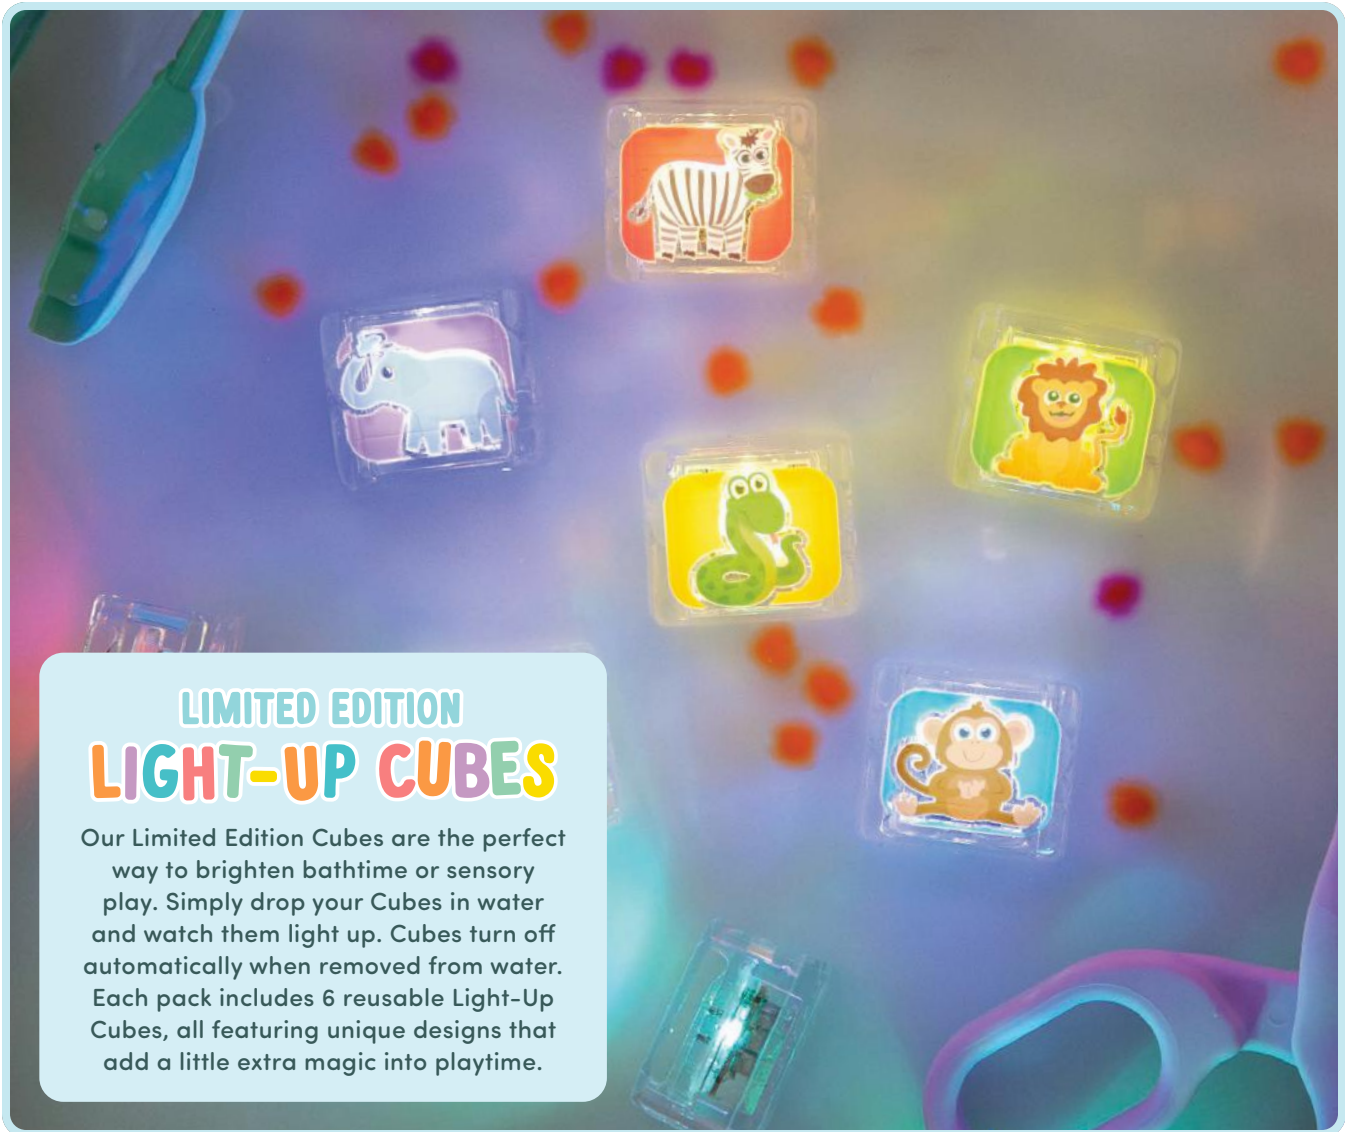 LIMITED EDITION
LIGHT-UP CUBES
Our Limited Edition Cubes are the perfect
way to brighten bathtime or sensory
play. Simply drop your Cubes in water
and watch them light up. Cubes turn off
automatically when removed from water.
Each pack includes 6 reusable Light-Up
Cubes, all featuring unique designs that
add a little extra magic into playtime.